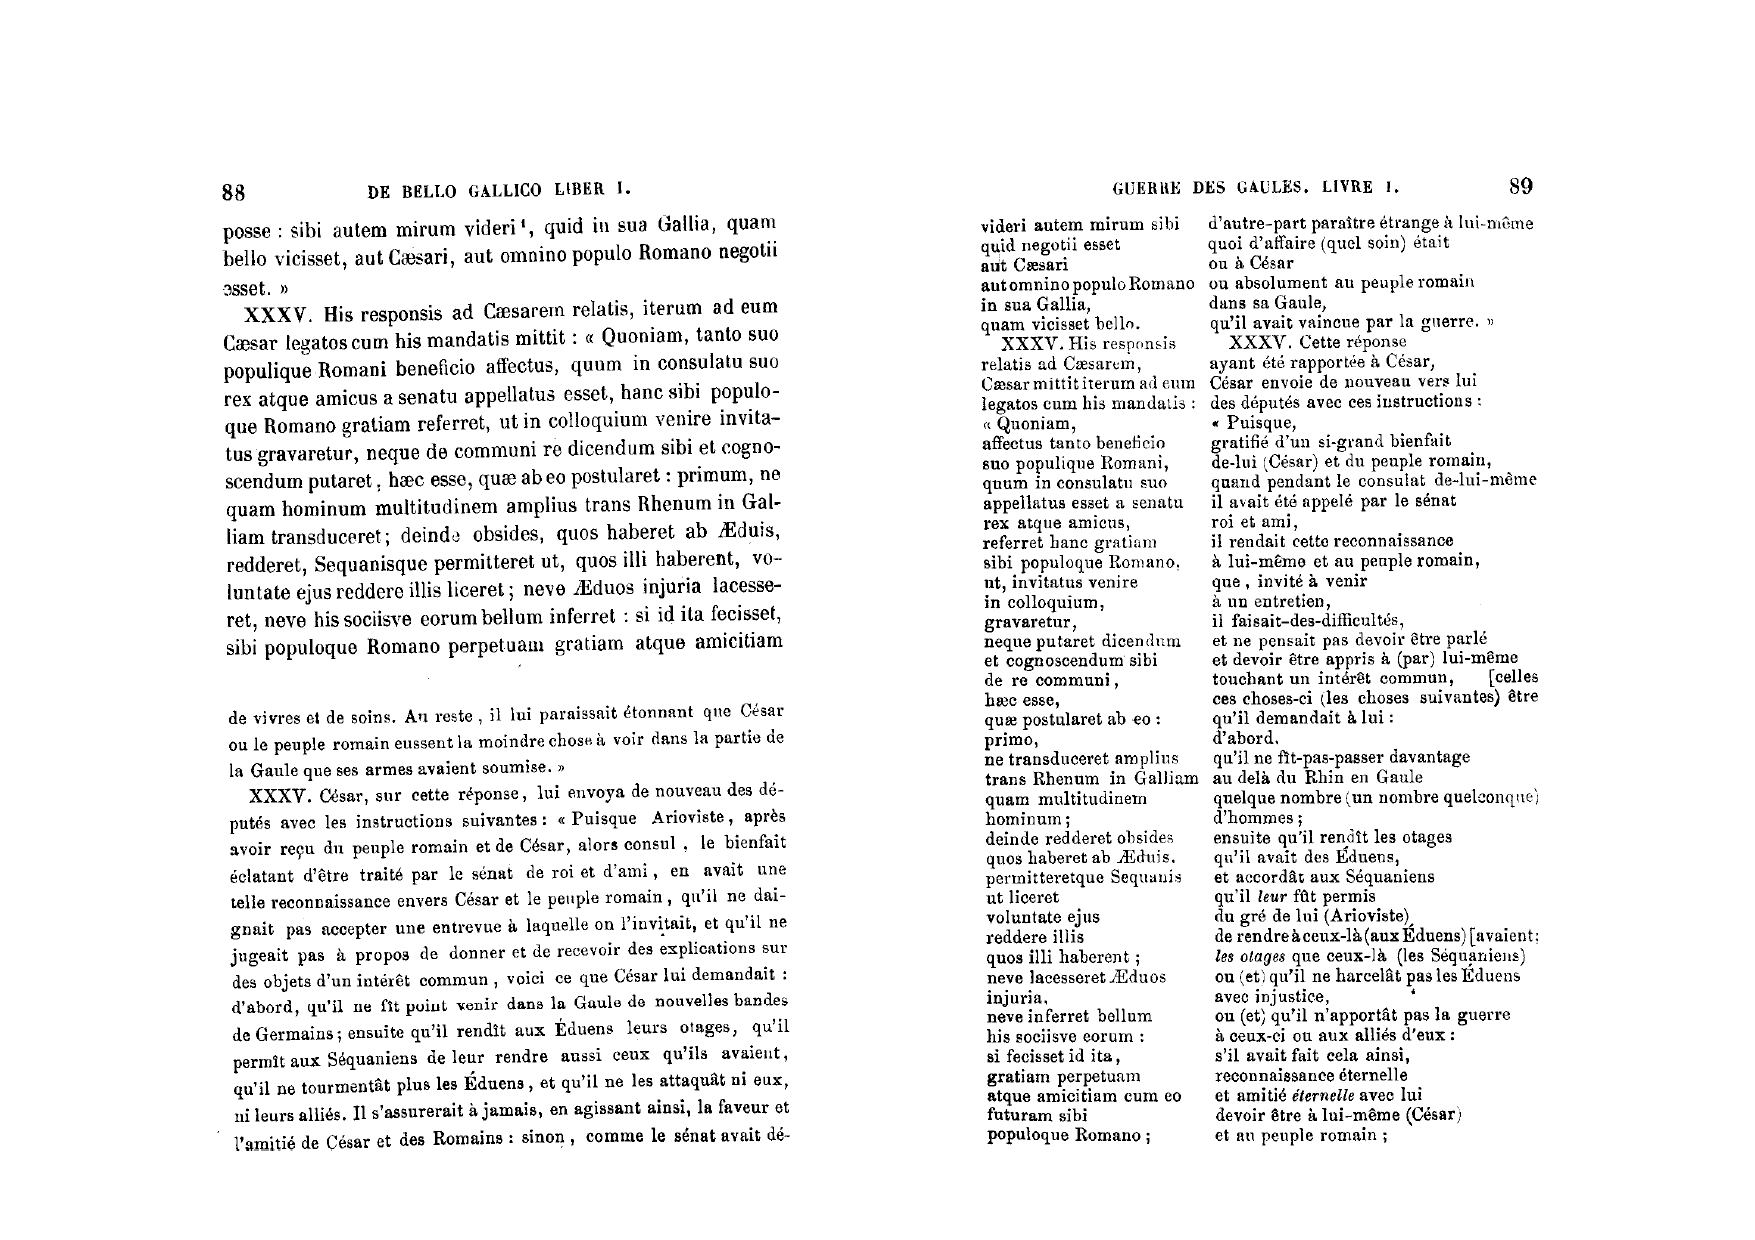 88 DE BELLO GALLICO LIBER I.
posse : sibi autem mirum videri¹, quid in sua Gallia, quam
bello vicisset, aut Cæsari, aut omnino populo Romano negotii
esset. »
XXXV. His responsis ad Cæsarem relatis, iterum ad eum
Cæsar legatos cum his mandatis mittit : « Quoniam, tanto suo
populique Romani beneficio affectus, quum in consulatu suo
rex atque amicus a senatu appellatus esset, hanc sibi populo-
que Romano gratiam referret, ut in colloquium venire invita-
tus gravaretur, neque de communi re dicendum sibi et cogno-
scendum putaret, hæc esse, quæ ab eo postularet : primum, ne
quam hominum multitudinem amplius trans Rhenum in Gal-
liam transduceret ; deinde obsides, quos haberet ab Æduis,
redderet, Sequanisque permitteret ut, quos illi haberent, vo-
luntate ejus reddere illis liceret ; neve Æduos injuria lacesse-
ret, neve his sociisve eorum bellum inferret : si id ita fecisset,
sibi populoque Romano perpetuam gratiam atque amicitiam
de vivres et de soins. Au reste , il lui paraissait étonnant que César
ou le peuple romain eussent la moindre chose à voir dans la partie de
la Gaule que ses armes avaient soumise. »
XXXV. César, sur cette réponse, lui envoya de nouveau des dé-
putés avec les instructions suivantes : « Puisque Arioviste, après
avoir reçu du peuple romain et de César, alors consul , le bienfait
éclatant d'être traité par le sénat de roi et d'ami , en avait une
telle reconnaissance envers César et le peuple romain, qu'il ne dai-
gnait pas accepter une entrevue à laquelle on l'invitait, et qu'il ne
jugeait pas à propos de donner et de recevoir des explications sur
des objets d'un intérêt commun , voici ce que César lui demandait :
d'abord, qu'il ne fît point venir dans la Gaule de nouvelles bandes
de Germains ; ensuite qu'il rendît aux Éduens leurs otages, qu'il
permît aux Séquaniens de leur rendre aussi ceux qu'ils avaient,
qu'il ne tourmentât plus les Éduens, et qu'il ne les attaquât ni eux,
ni leurs alliés. Il s'assurerait à jamais, en agissant ainsi, la faveur et
l'amitié de César et des Romains : sinon , comme le sénat avait dé-
GUERRE DES GAULES. LIVRE I. 89
videri autem mirum sibi
quid negotii esset
aut Cæsari
aut omnino populo Romano
in sua Gallia,
quam vicisset bello.
XXXV. His responsis
relatis ad Cæsarem,
Cæsar mittit iterum ad eum
legatos cum his mandatis :
« Quoniam,
affectus tanto beneficio
suo populique Romani,
quum in consulatu suo
appellatus esset a senatu
rex atque amicus,
referret hanc gratiam
sibi populoque Romano,
ut, invitatus venire
in colloquium,
gravaretur,
neque putaret dicendum
et cognoscendum sibi
de re communi ,
hæc esse,
quæ postularet ab eo :
primo,
ne transduceret amplius
trans Rhenum in Galliam
quam multitudinem
hominum ;
deinde redderet obsides
quos haberet ab Æduis,
permitteretque Sequanis
ut liceret
voluntate ejus
reddere illis
quos illi haberent ;
neve lacesseret Æduos
injuria,
neve inferret bellum
his sociisve eorum :
si fecisset id ita ,
gratiam perpetuam
atque amicitiam cum eo
futuram sibi
populoque Romano ;
d'autre-part paraître étrange à lui-même
quoi d'affaire (quel soin) était
ou à César
ou absolument au peuple romain
dans sa Gaule,
qu'il avait vaincue par la guerre. »
XXXV. Cette réponse
ayant été rapportée à César,
César envoie de nouveau vers lui
des députés avec ces instructions :
« Puisque,
gratifié d'un si-grand bienfait
de-lui (César) et du peuple romain,
quand pendant le consulat de-lui-même
il avait été appelé par le sénat
roi et ami,
il rendait cette reconnaissance
à lui-même et au peuple romain,
que , invité à venir
à un entretien,
il faisait-des-difficultés,
et ne pensait pas devoir être parlé
et devoir être appris à (par) lui-même
touchant un intérêt commun, [celles
ces choses-ci (les choses suivantes) être
qu'il demandait à lui :
d'abord,
qu'il ne fît-pas-passer davantage
au delà du Rhin en Gaule
quelque nombre (un nombre quelconque)
d'hommes ;
ensuite qu'il rendît les otages
qu'il avait des Éduens,
et accordât aux Séquaniens
qu'il leur fût permis
du gré de lui (Arioviste)
de rendre à ceux-là (aux Éduens) [avaient;
les otages que ceux-là (les Séquaniens)
ou (et) qu'il ne harcelât pas les Éduens
avec injustice,
ou (et) qu'il n'apportât pas la guerre
à ceux-ci ou aux alliés d'eux :
s'il avait fait cela ainsi,
reconnaissance éternelle
et amitié éternelle avec lui
devoir être à lui-même (César)
et au peuple romain ;